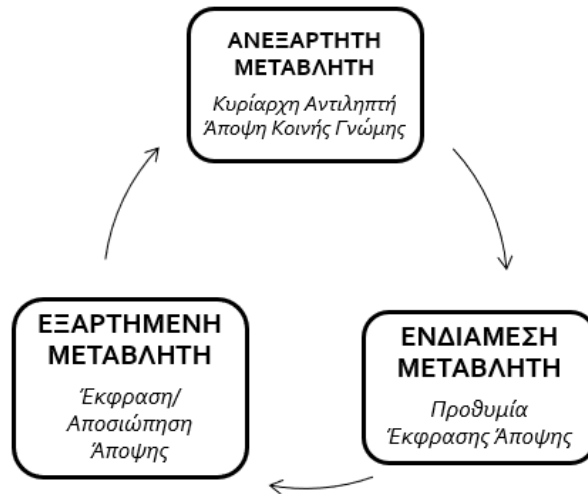 ΑΝΕΞΑΡΤΗΤΗ
ΜΕΤΑΒΛΗΤΗ
Κυρίαρχη Αντιληπτή
Άποψη Κοινής Γνώμης
ΕΞΑΡΤΗΜΕΝΗ
ΜΕΤΑΒΛΗΤΗ
Έκφραση/
Αποσιώπηση
Άποψης
ΕΝΔΙΑΜΕΣΗ
ΜΕΤΑΒΛΗΤΗ
Προθυμία
Έκφρασης Άποψης